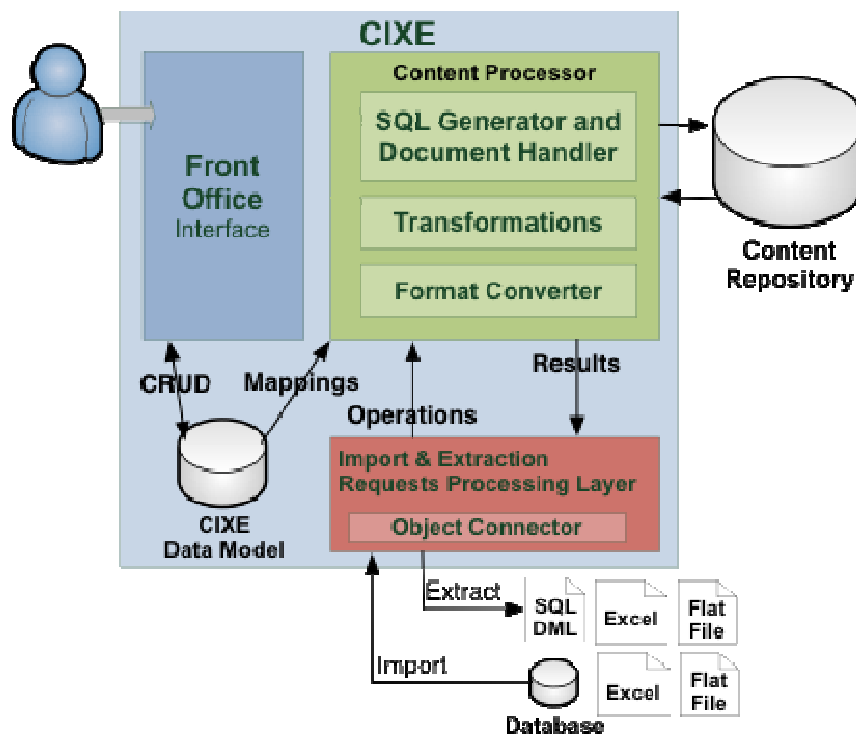 CIXE
Front
Office
Interface
Content Processor
SQL Generator and
Document Handler
Transformations
Format Converter
Content
Repository
CRUD
Mappings
Operations
Results
CIXE
Data Model
Import & Extraction
Requests Processing Layer
Object Connector
Extract
SQL
DML
Excel
Flat
File
Import
Database
Excel
Flat
File